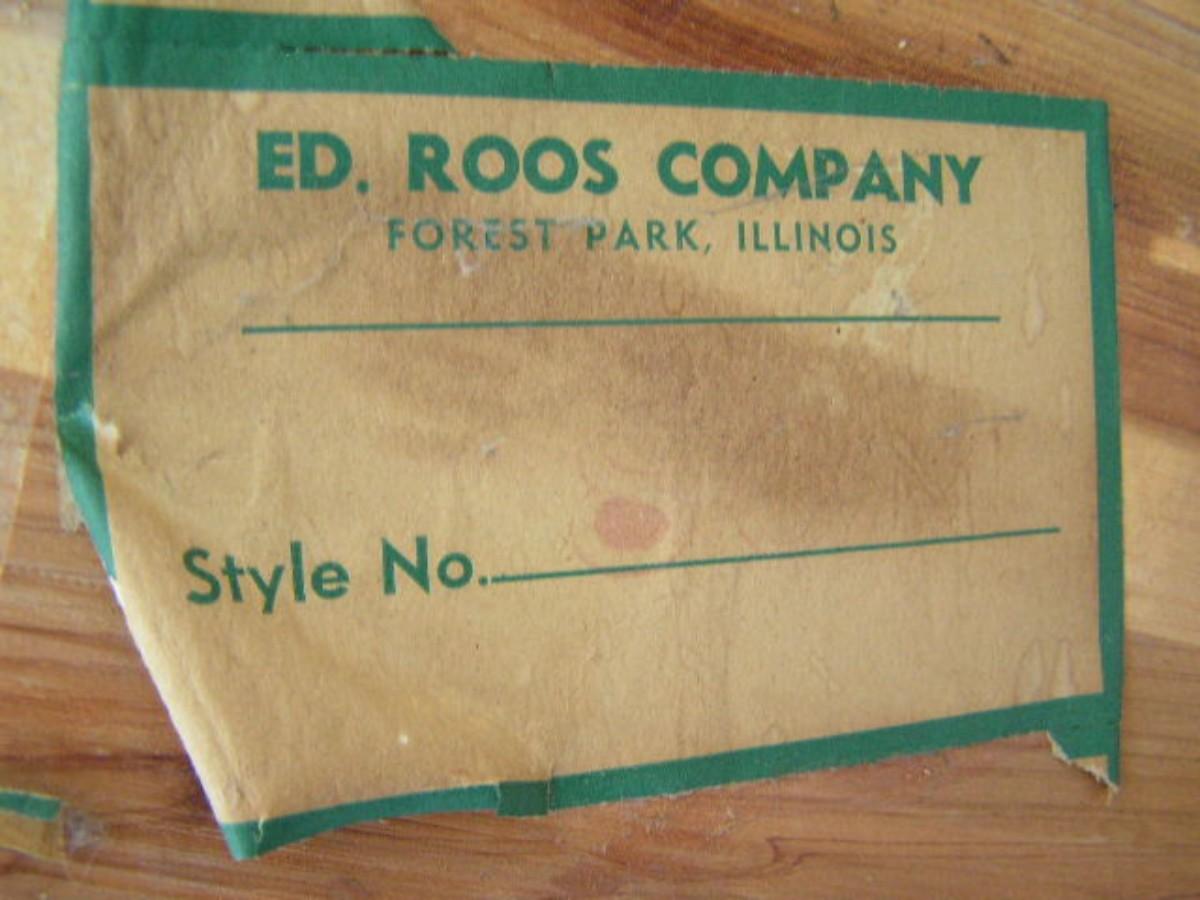 ED. ROOS COMPANY
FOREST PARK, ILLINOIS
Style No.